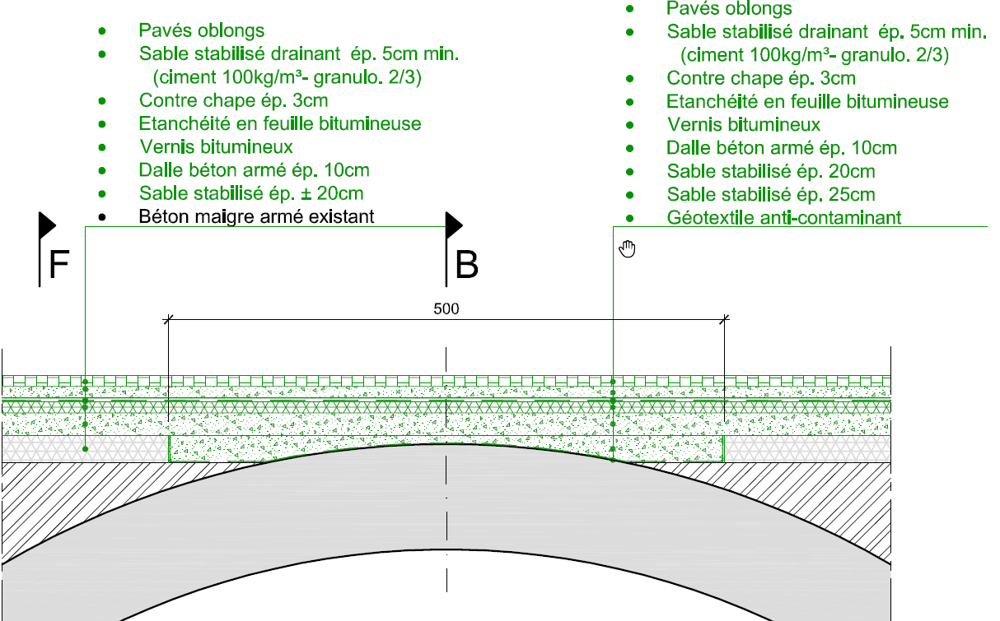 • Pavés oblongs
• Sable stabilisé drainant ép. 5cm min.
(ciment 100kg/m³- granulo. 2/3)
• Contre chape ép. 3cm
• Etanchéité en feuille bitumineuse
• Vernis bitumineux
• Dalle béton armé ép. 10cm
• Sable stabilisé ép. ± 20cm
• Béton maigre armé existant
• Pavés oblongs
• Sable stabilisé drainant ép. 5cm min.
(ciment 100kg/m³- granulo. 2/3)
• Contre chape ép. 3cm
• Etanchéité en feuille bitumineuse
• Vernis bitumineux
• Dalle béton armé ép. 10cm
• Sable stabilisé ép. 20cm
• Sable stabilisé ép. 25cm
• Géotextile anti-contaminant
F
B
500